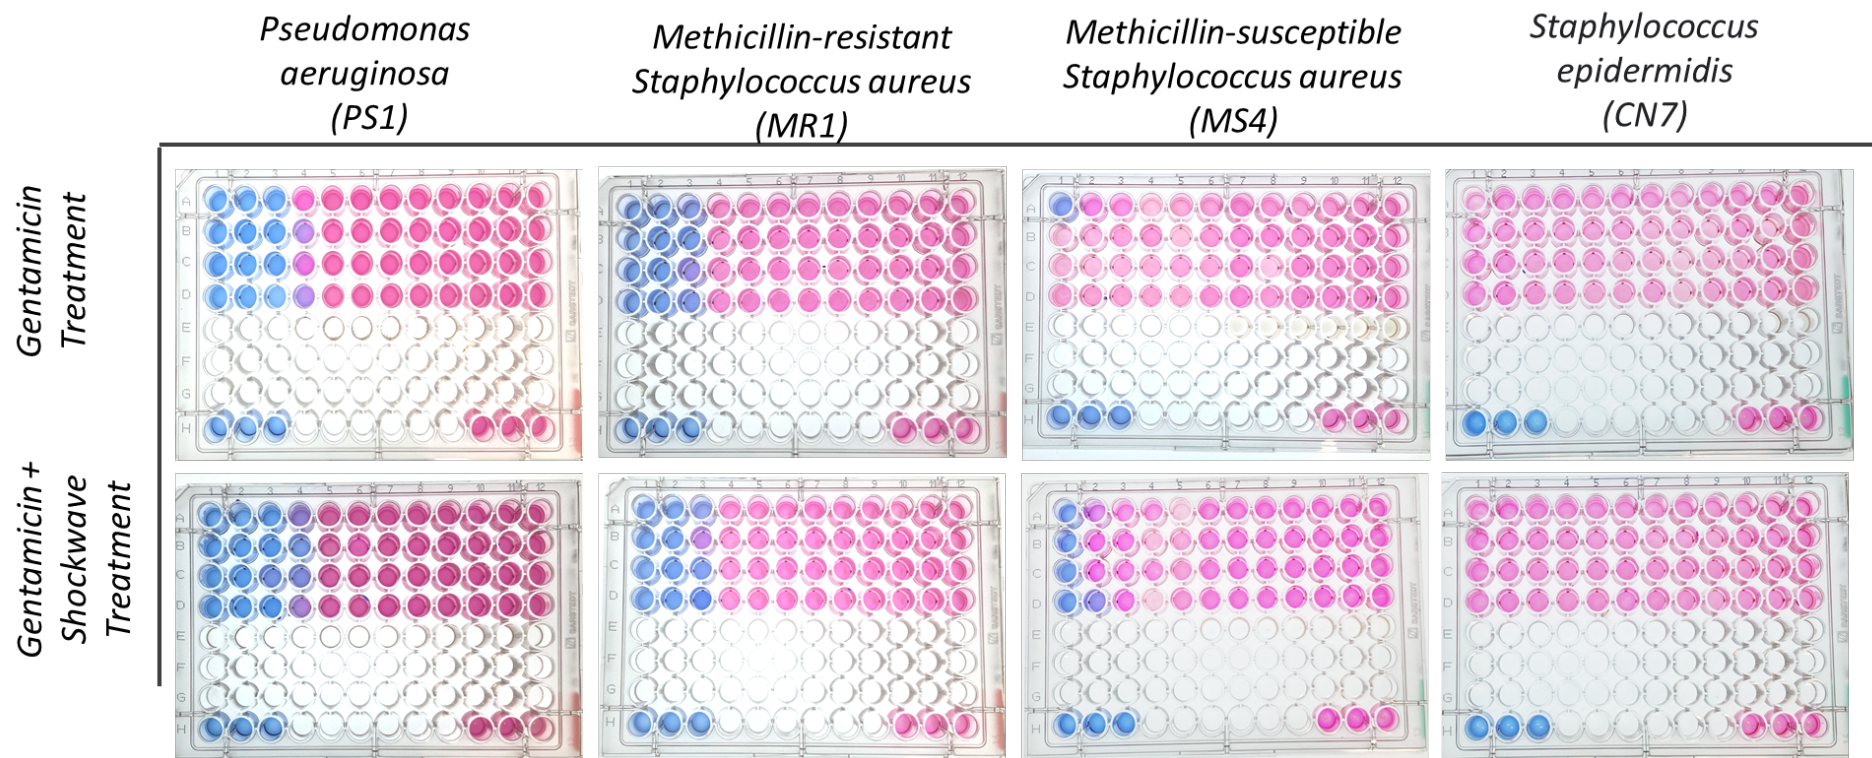 Pseudomonas
aeruginosa
(PS1)
Methicillin-resistant
Staphylococcus aureus
(MR1)
Methicillin-susceptible
Staphylococcus aureus
(MS4)
Staphylococcus
epidermidis
(CN7)
Gentamicin
Treatment
Gentamicin +
Shockwave
Treatment